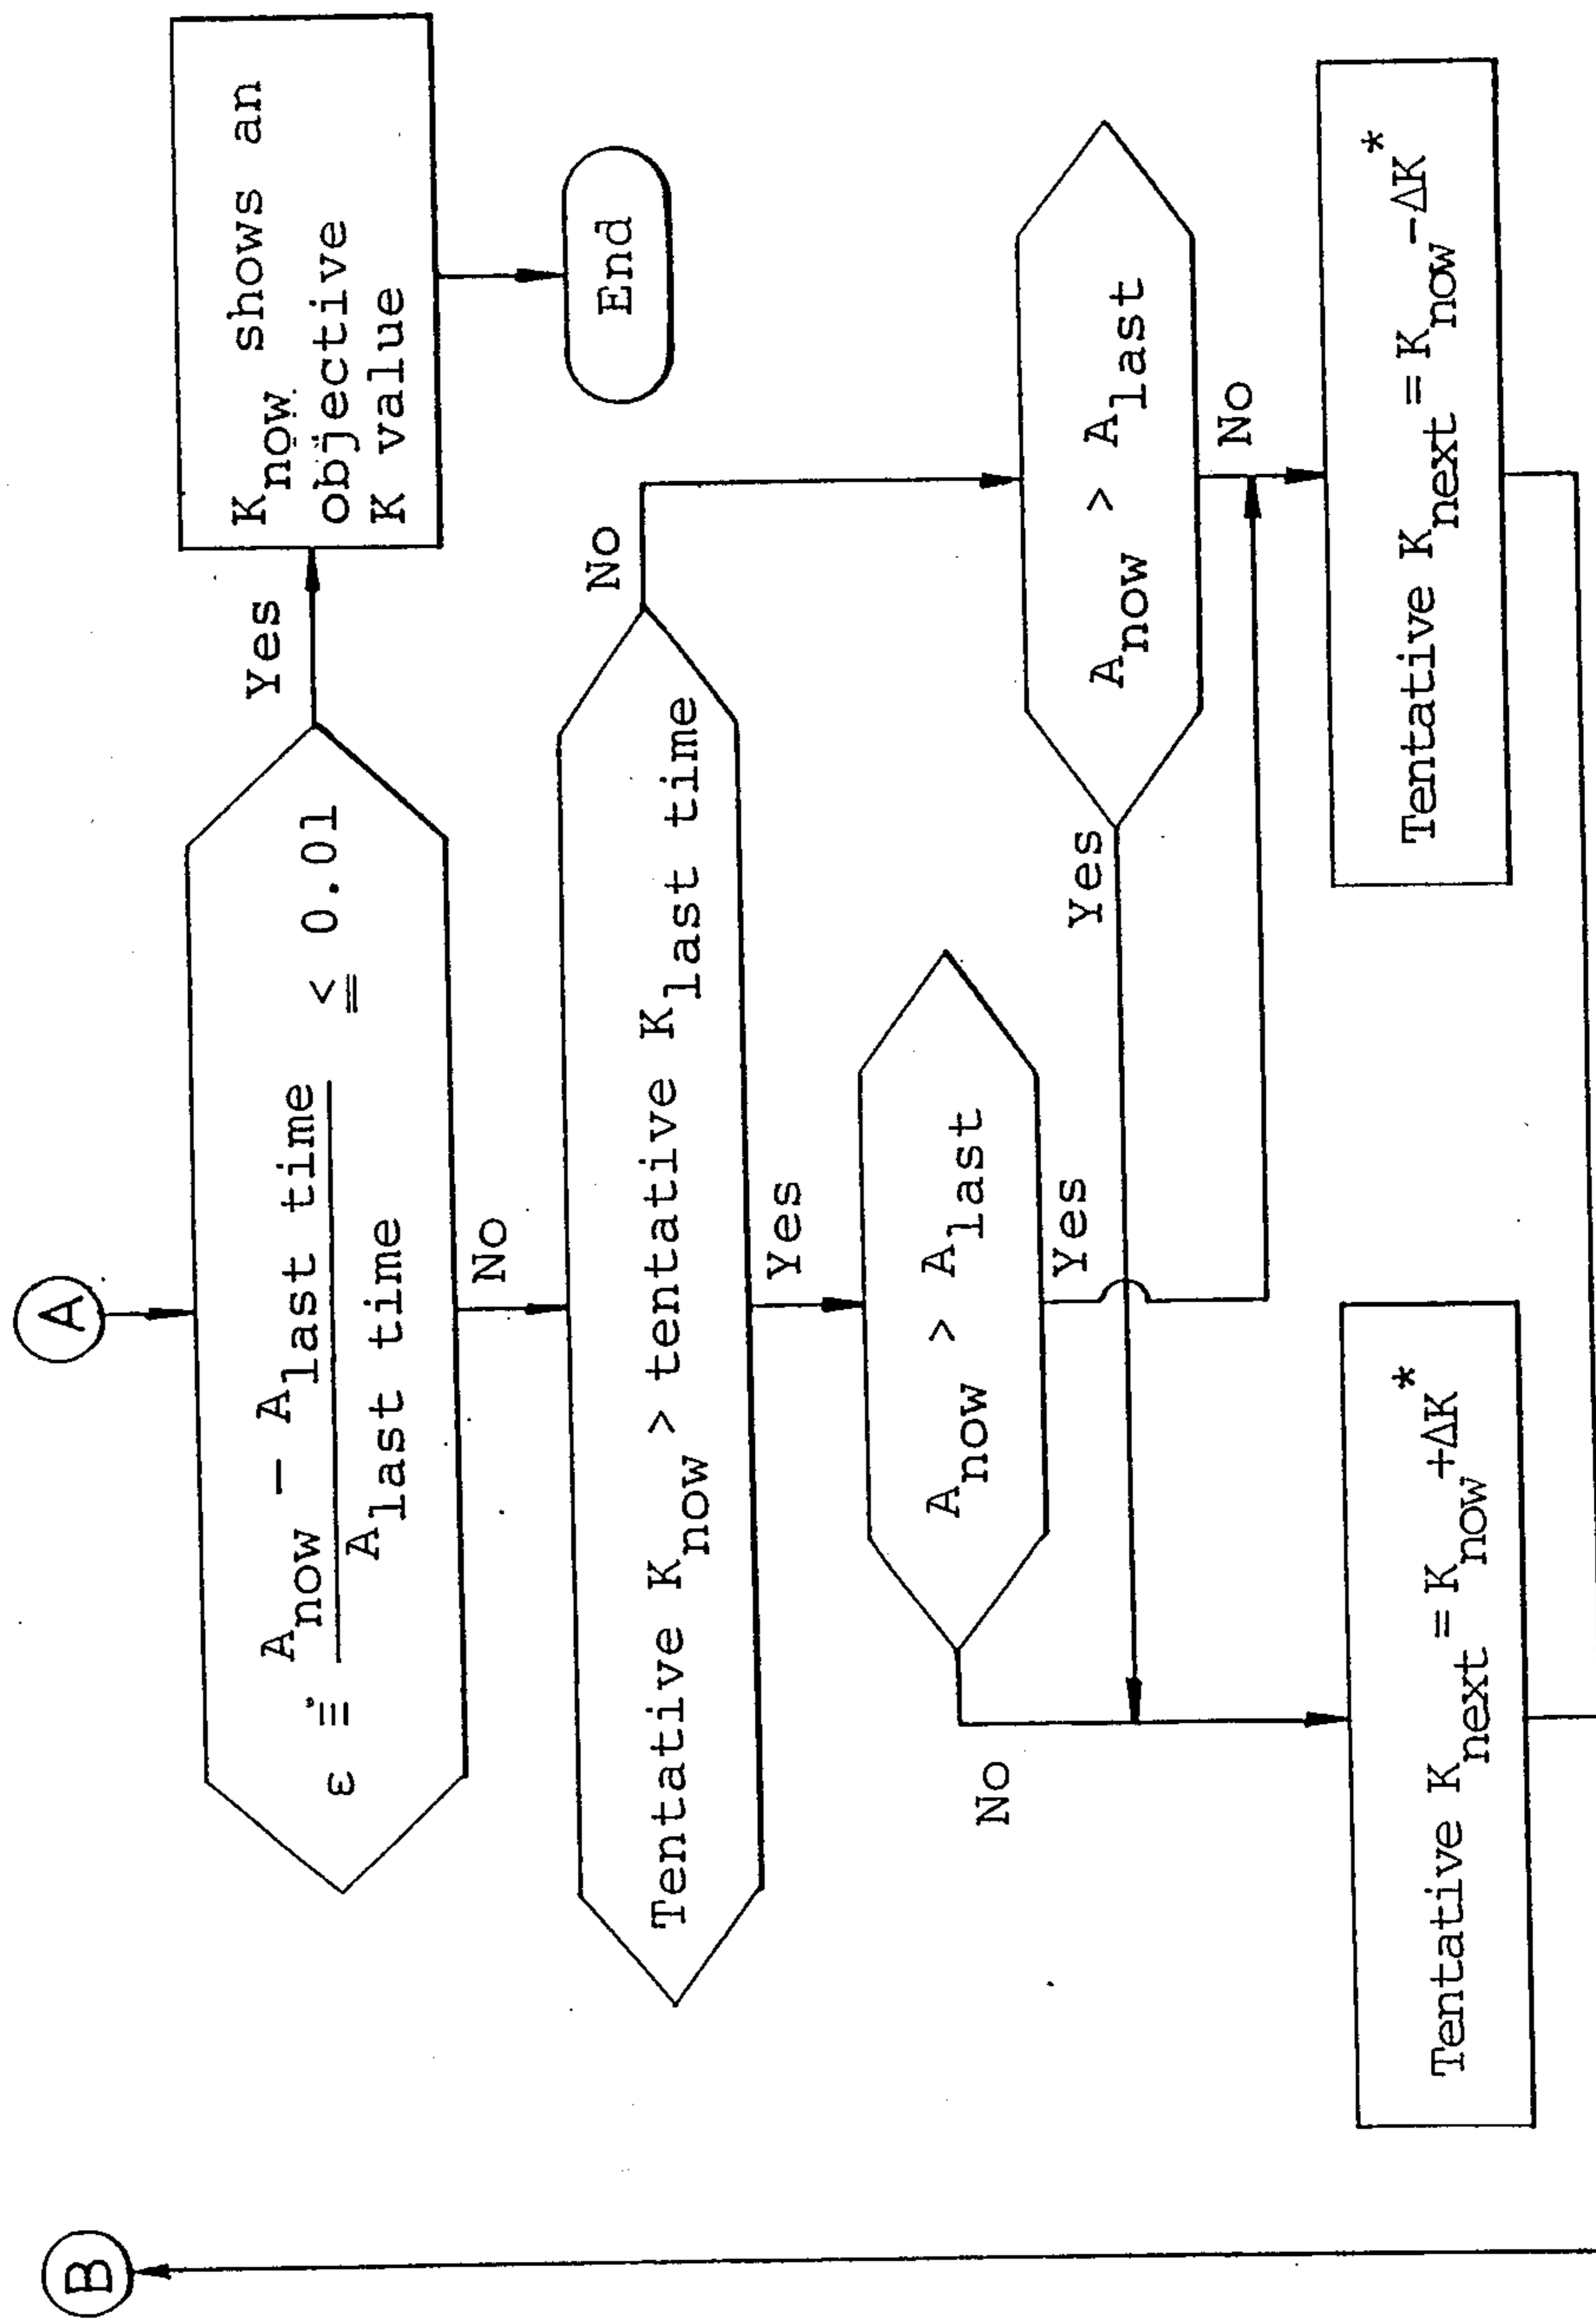 B
A
ε ≡ A_now − A_last time / A_last time ≦ 0.01
Yes
K_now shows an
objective
K value
No
End
Tentative K_now > tentative K_last time
No
Yes
A_now > A_last
No
Yes
A_now > A_last
Yes
No
Tentative K_next = K_now +ΔK*
Tentative K_next = K_now −ΔK*